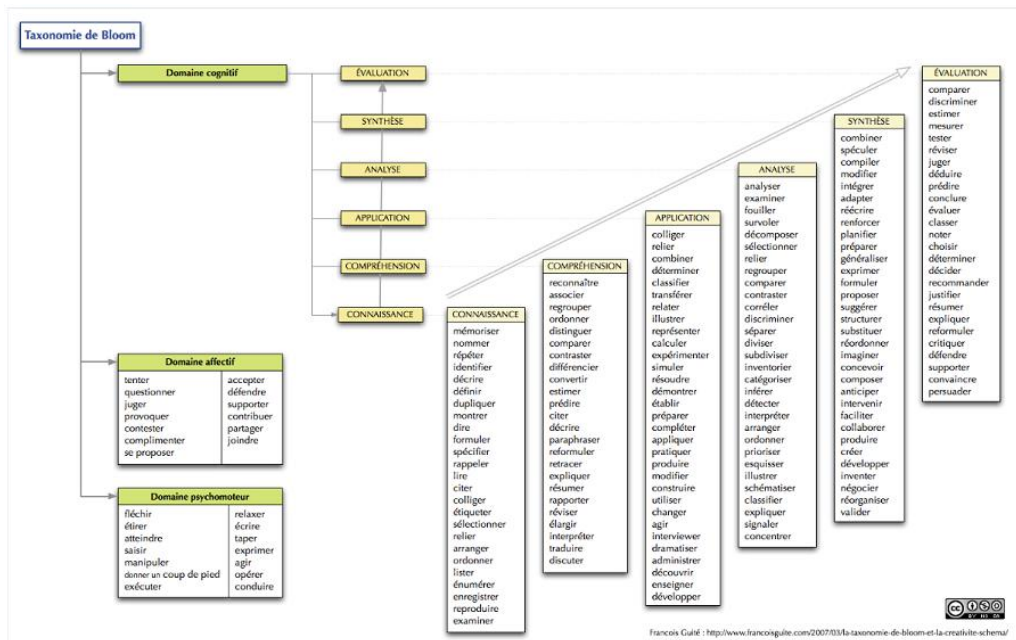 Taxonomie de Bloom
Domaine cognitif
ÉVALUATION
SYNTHÈSE
ANALYSE
APPLICATION
COMPRÉHENSION
CONNAISSANCE
CONNAISSANCE
mémoriser
nommer
répéter
identifier
décrire
définir
dupliquer
montrer
dire
formuler
spécifier
rappeler
lire
citer
colliger
étiqueter
sélectionner
relier
arranger
ordonner
lister
énumérer
enregistrer
reproduire
examiner
COMPRÉHENSION
reconnaître
associer
regrouper
ordonner
distinguer
comparer
contraster
différencier
convertir
estimer
prédire
citer
décrire
paraphraser
reformuler
retracer
expliquer
résumer
rapporter
réviser
élargir
interpréter
traduire
discuter
APPLICATION
colliger
relier
combiner
déterminer
classifier
transférer
relater
illustrer
représenter
calculer
expérimenter
simuler
résoudre
démontrer
établir
préparer
compléter
appliquer
pratiquer
produire
modifier
construire
utiliser
changer
agir
interviewer
dramatiser
administrer
découvrir
enseigner
développer
ANALYSE
analyser
examiner
fouiller
survoler
décomposer
sélectionner
relier
regrouper
comparer
contraster
corréler
discriminer
séparer
diviser
subdiviser
inventorier
catégoriser
inférer
détecter
interpréter
arranger
ordonner
prioriser
esquisser
illustrer
schématiser
classifier
expliquer
signaler
concentrer
SYNTHÈSE
combiner
spéculer
compiler
modifier
intégrer
adapter
réécrire
renforcer
planifier
préparer
généraliser
exprimer
formuler
proposer
suggérer
structurer
substituer
réordonner
imaginer
concevoir
composer
anticiper
intervenir
faciliter
collaborer
produire
créer
développer
inventer
négocier
réorganiser
valider
ÉVALUATION
comparer
discriminer
estimer
mesurer
tester
réviser
juger
déduire
prédire
conclure
évaluer
classer
noter
choisir
déterminer
décider
recommander
justifier
résumer
expliquer
reformuler
critiquer
défendre
supporter
convaincre
persuader
Domaine affectif
tenter
questionner
juger
provoquer
contester
complimenter
se proposer
accepter
défendre
supporter
contribuer
partager
joindre
Domaine psychomoteur
fléchir
étirer
atteindre
saisir
manipuler
donner un coup de pied
exécuter
relaxer
écrire
taper
exprimer
agir
opérer
conduire
cc
BY NC SA
Francois Guité : http://www.francoisguite.com/2007/03/la-taxonomie-de-bloom-et-la-creativite-schema/